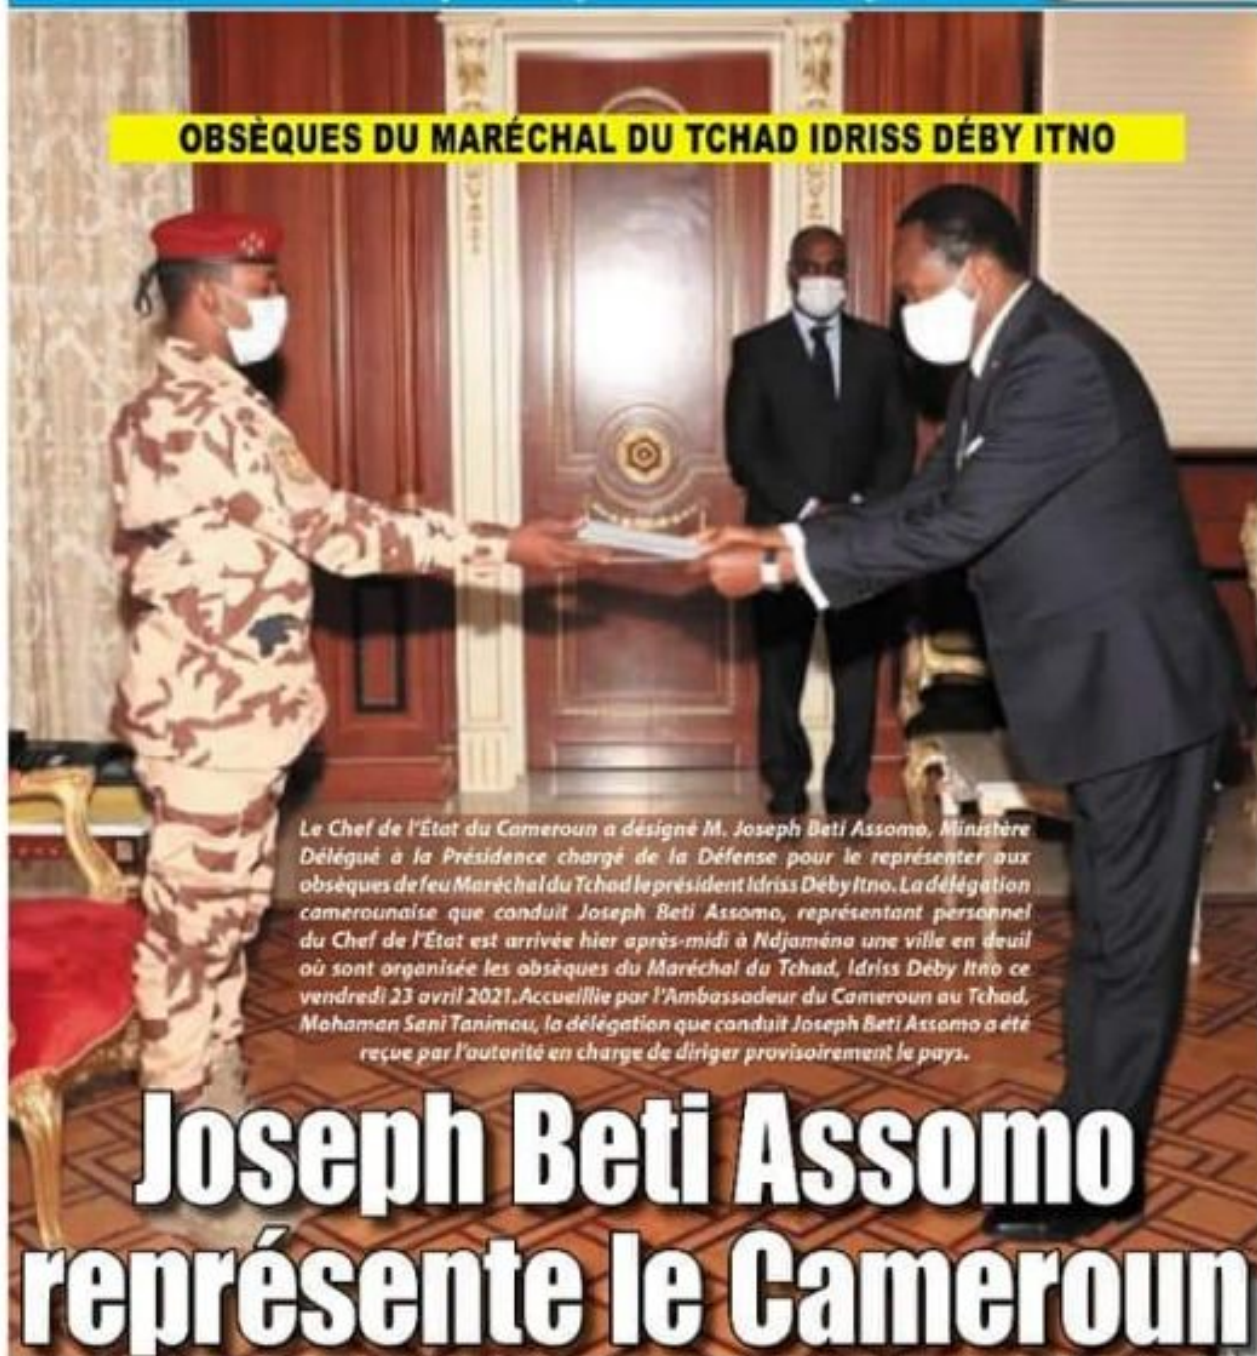 OBSÈQUES DU MARÉCHAL DU TCHAD IDRISS DÉBY ITNO
Le Chef de l'État du Cameroun a désigné M. Joseph Beti Assomo, Ministère
Délégué à la Présidence chargé de la Défense pour le représenter aux
obsèques de feu Maréchal du Tchad le président Idriss Déby Itno. La délégation
camerounaise que conduit Joseph Beti Assomo, représentant personnel
du Chef de l'État est arrivée hier après-midi à Ndjaména une ville en deuil
où sont organisée les obsèques du Maréchal du Tchad, Idriss Déby Itno ce
vendredi 23 avril 2021. Accueillie par l'Ambassadeur du Cameroun au Tchad,
Mohaman Sani Tanimou, la délégation que conduit Joseph Beti Assomo a été
reçue par l'autorité en charge de diriger provisoirement le pays.
Joseph Beti Assomo
représente le Cameroun